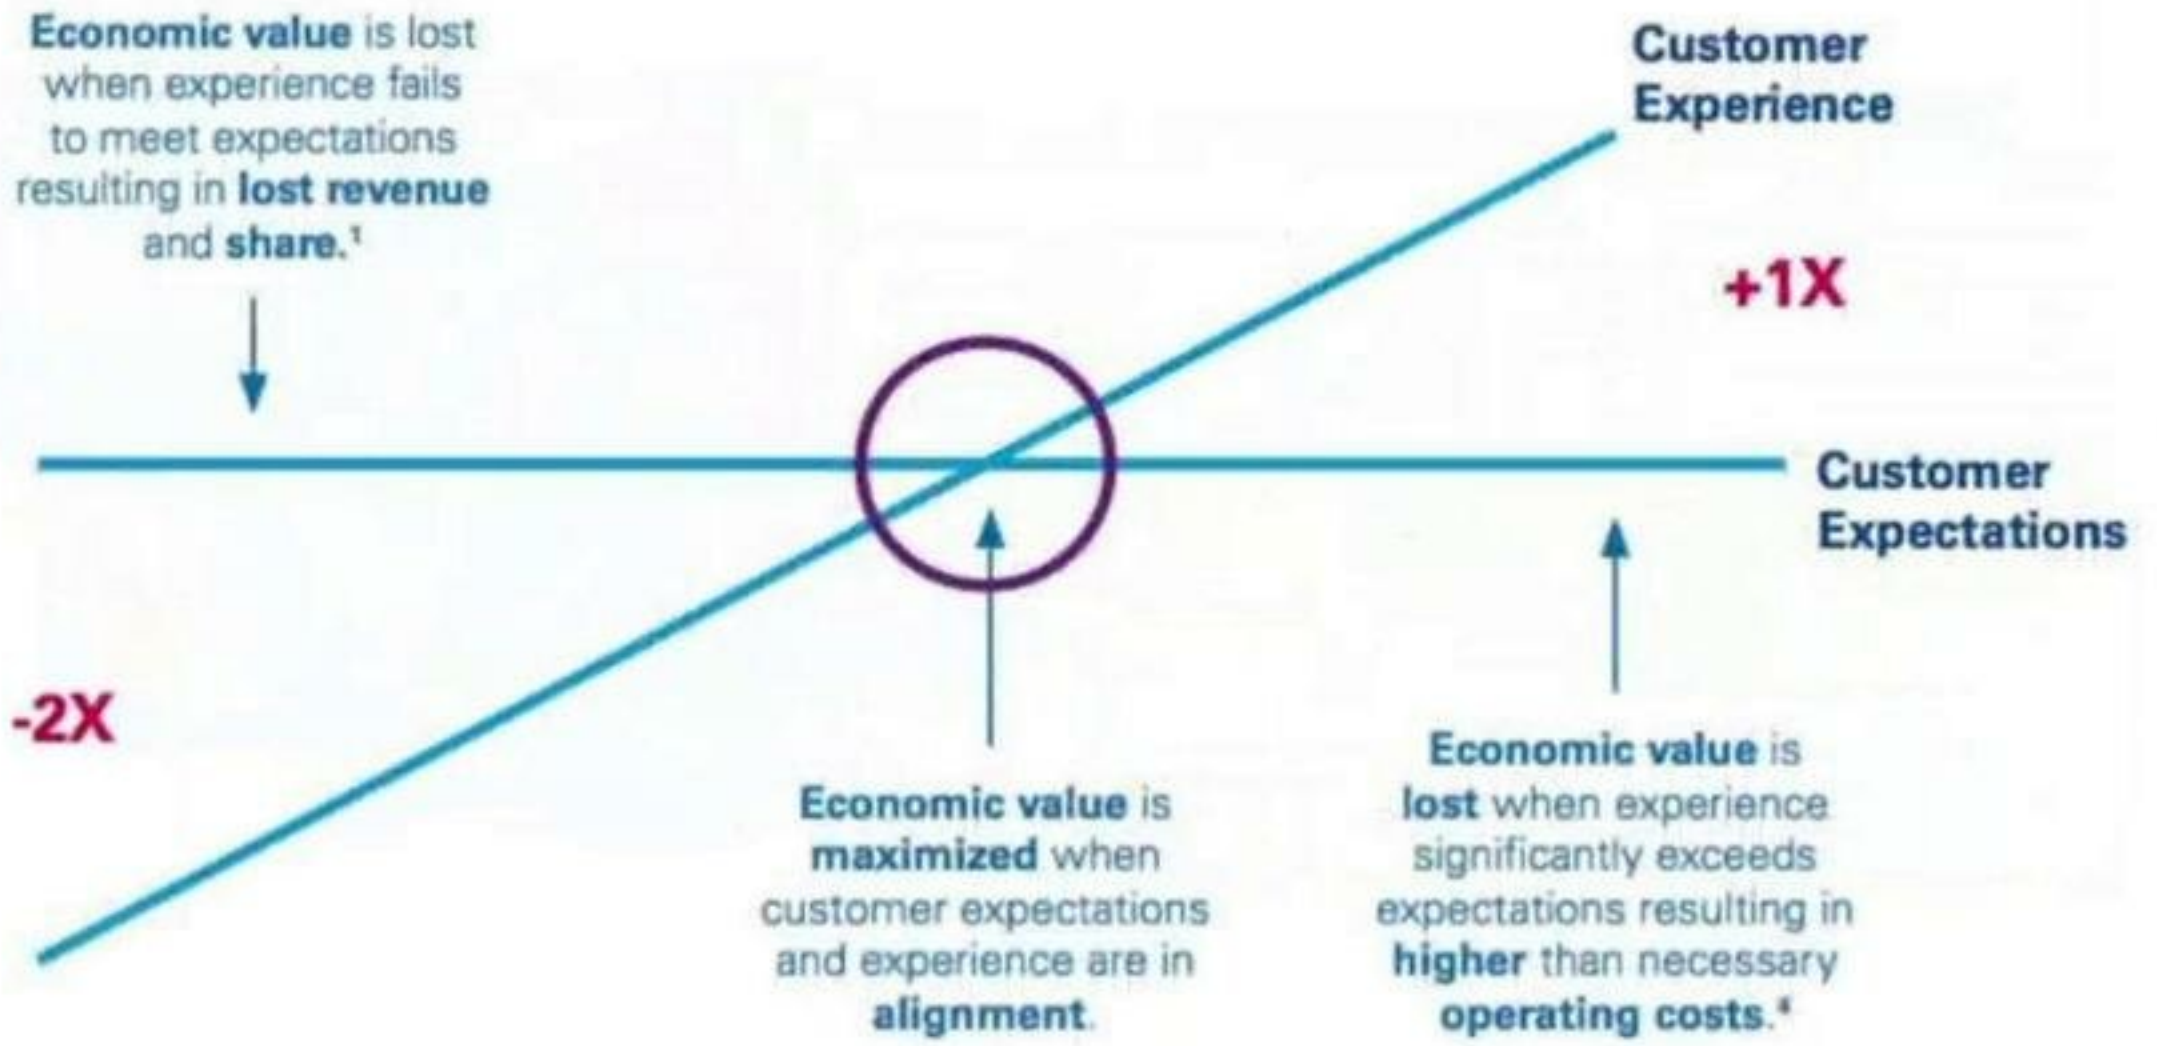 Economic value is lost
when experience fails
to meet expectations
resulting in lost revenue
and share.¹
Customer
Experience
+1X
Customer
Expectations
-2X
Economic value is
maximized when
customer expectations
and experience are in
alignment.
Economic value is
lost when experience
significantly exceeds
expectations resulting in
higher than necessary
operating costs.⁴